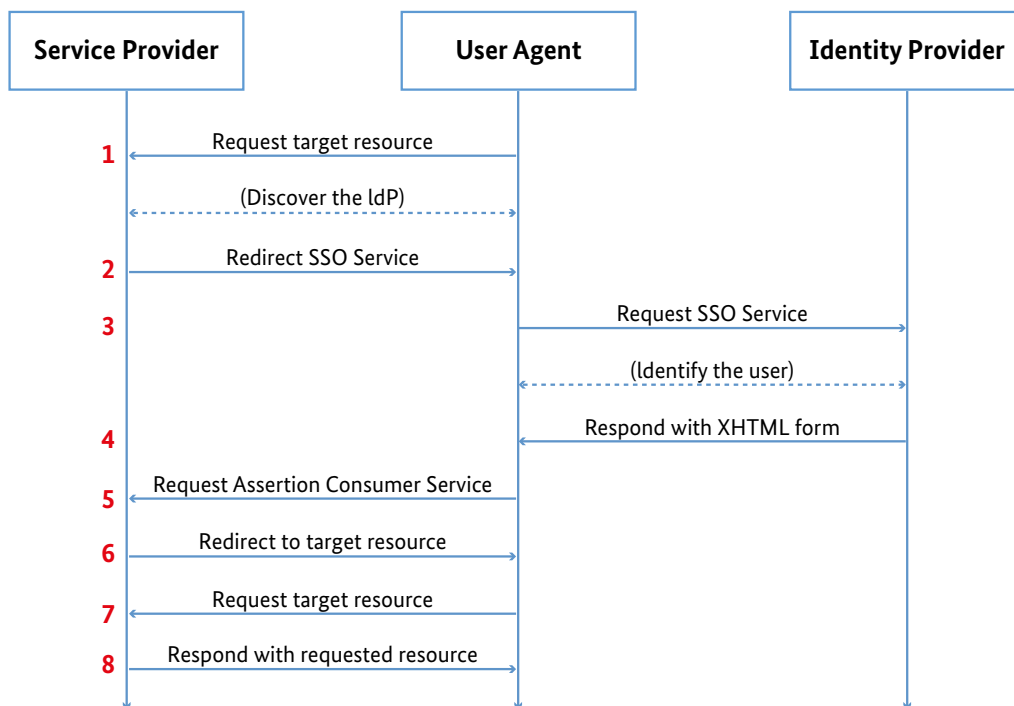 Service Provider
User Agent
Identity Provider
1
Request target resource
(Discover the ldP)
2
Redirect SSO Service
3
Request SSO Service
(ldentify the user)
4
Respond with XHTML form
5
Request Assertion Consumer Service
6
Redirect to target resource
7
Request target resource
8
Respond with requested resource